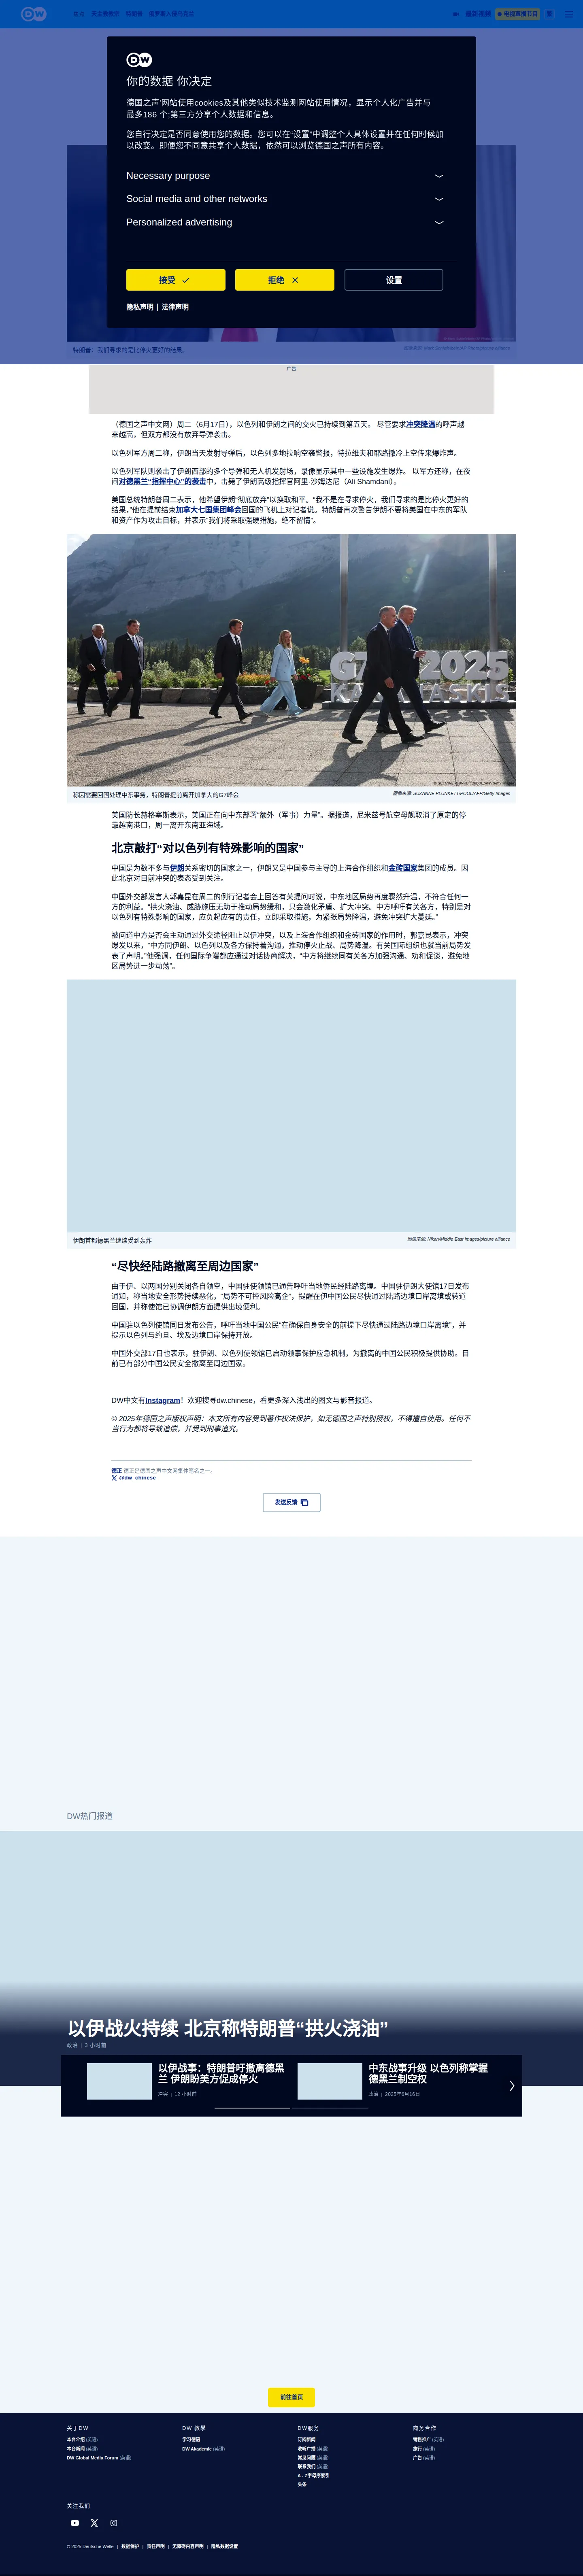 DW
最新视频
电视直播节目
DW
你的数据 你决定
德国之声'网站使用cookies及其他类似技术监测网站使用情况，显示个人化广告并与
最多186 个;第三方分享个人数据和信息。
您自行决定是否同意使用您的数据。您可以在"设置"中调整个人具体设置并在任何时候加
以改变。即便您不同意共享个人数据，依然可以浏览德国之声所有内容。
Necessary purpose
Social media and other networks
Personalized advertising
接受
拒绝
设置
隐私声明 | 法律声明
特朗普：我们寻求的是比停火更好的结果。
广告
（德国之声中文网）周二（6月17日），以色列和伊朗之间的交火已持续到第五天。 尽管要求冲突降温的呼声越
来越高，但双方都没有放弃导弹袭击。
以色列军方周二称，伊朗当天发射导弹后，以色列多地拉响空袭警报，特拉维夫和耶路撒冷上空传来爆炸声。
以色列军队则袭击了伊朗西部的多个导弹和无人机发射场，录像显示其中一些设施发生爆炸。 以军方还称，在夜
间对德黑兰“指挥中心”的袭击中，击毙了伊朗高级指挥官阿里·沙姆达尼（Ali Shamdani）。
美国总统特朗普周二表示，他希望伊朗“彻底放弃”以换取和平。“我不是在寻求停火，我们寻求的是比停火更好的
结果，”他在提前结束加拿大七国集团峰会回国的飞机上对记者说。特朗普再次警告伊朗不要将美国在中东的军队
和资产作为攻击目标，并表示“我们将采取强硬措施，绝不留情”。
G7 2025
KANANASKIS
© SUZANNE PLUNKETT/POOL/AFP/Getty Images
称因需要回国处理中东事务，特朗普提前离开加拿大的G7峰会
图像来源: SUZANNE PLUNKETT/POOL/AFP/Getty Images
美国防长赫格塞斯表示，美国正在向中东部署“额外（军事）力量”。据报道，尼米兹号航空母舰取消了原定的停
靠越南港口，周一离开东南亚海域。
北京敲打“对以色列有特殊影响的国家”
中国是为数不多与伊朗关系密切的国家之一，伊朗又是中国参与主导的上海合作组织和金砖国家集团的成员。因
此北京对目前冲突的表态受到关注。
中国外交部发言人郭嘉昆在周二的例行记者会上回答有关提问时说，中东地区局势再度骤然升温，不符合任何一
方的利益。“拱火浇油、威胁施压无助于推动局势缓和，只会激化矛盾、扩大冲突。中方呼吁有关各方，特别是对
以色列有特殊影响的国家，应负起应有的责任，立即采取措施，为紧张局势降温，避免冲突扩大蔓延。”
被问道中方是否会主动通过外交途径阻止以伊冲突，以及上海合作组织和金砖国家的作用时，郭嘉昆表示，冲突
爆发以来，“中方同伊朗、以色列以及各方保持着沟通，推动停火止战、局势降温。有关国际组织也就当前局势发
表了声明。”他强调，任何国际争端都应通过对话协商解决，“中方将继续同有关各方加强沟通、劝和促谈，避免地
区局势进一步动荡”。
伊朗首都德黑兰继续受到轰炸
图像来源: Nikan/Middle East Images/picture alliance
“尽快经陆路撤离至周边国家”
由于伊、以两国分别关闭各自领空，中国驻使领馆已通告呼吁当地侨民经陆路离境。中国驻伊朗大使馆17日发布
通知，称当地安全形势持续恶化，“局势不可控风险高企”，提醒在伊中国公民尽快通过陆路边境口岸离境或转道
回国，并称使馆已协调伊朗方面提供出境便利。
中国驻以色列使馆同日发布公告，呼吁当地中国公民“在确保自身安全的前提下尽快通过陆路边境口岸离境”，并
提示以色列与约旦、埃及边境口岸保持开放。
中国外交部17日也表示，驻伊朗、以色列使领馆已启动领事保护应急机制，为撤离的中国公民积极提供协助。目
前已有部分中国公民安全撤离至周边国家。
DW中文有Instagram！欢迎搜寻dw.chinese，看更多深入浅出的图文与影音报道。
© 2025年德国之声版权声明：本文所有内容受到著作权法保护，如无德国之声特别授权，不得擅自使用。任何不
当行为都将导致追偿，并受到刑事追究。
德正 德正是德国之声中文网集体笔名之一。
@dw_chinese
发送反馈
DW热门报道
以伊战火持续 北京称特朗普“拱火浇油”
政治 | 3 小时前
以伊战事：特朗普吁撤离德黑
兰 伊朗盼美方促成停火
冲突 | 12 小时前
中东战事升级 以色列称掌握
德黑兰制空权
政治 | 2025年6月16日
前往首页
关于DW
本台介绍 (英语)
本台新闻 (英语)
DW Global Media Forum (英语)
DW 教学
学习德语
DW Akademie (英语)
DW服务
订阅新闻
收听广播 (英语)
常见问题 (英语)
联系我们 (英语)
A - Z字母序索引
头条
商务合作
销售推广 (英语)
旅行 (英语)
广告 (英语)
关注我们
© 2025 Deutsche Welle | 数据保护 | 责任声明 | 无障碍内容声明 | 隐私数据设置